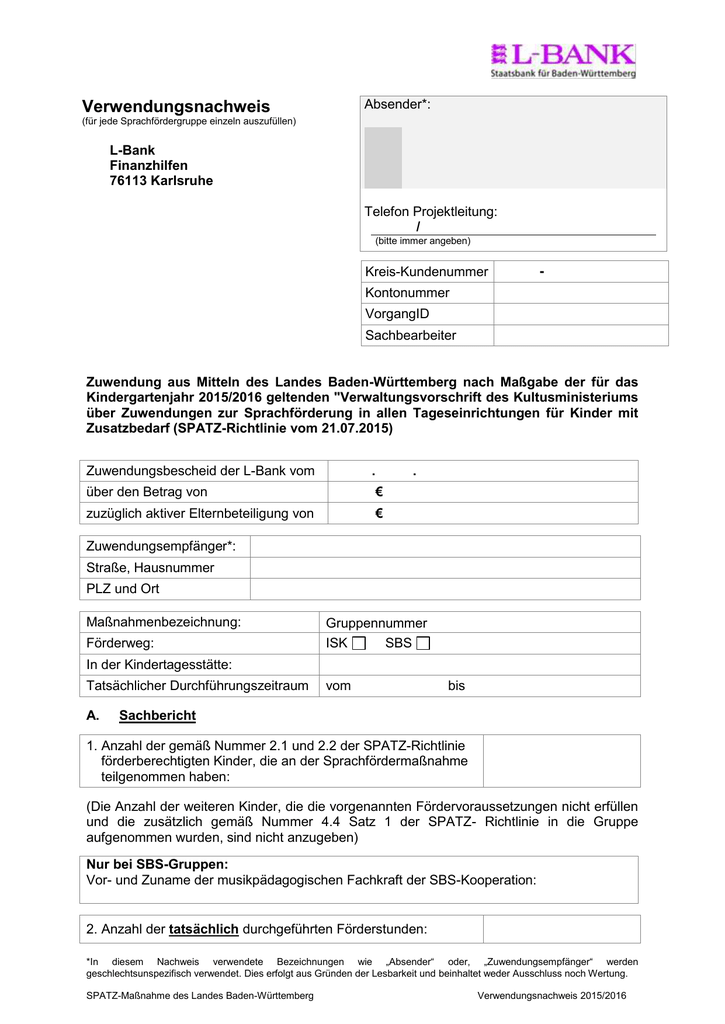 L-BANK
Staatsbank für Baden-Württemberg
Verwendungsnachweis
(für jede Sprachfördergruppe einzeln auszufüllen)
L-Bank
Finanzhilfen
76113 Karlsruhe
Absender*:
Telefon Projektleitung:
/
(bitte immer angeben)
Kreis-Kundenummer -
Kontonummer
VorgangID
Sachbearbeiter
Zuwendung aus Mitteln des Landes Baden-Württemberg nach Maßgabe der für das
Kindergartenjahr 2015/2016 geltenden "Verwaltungsvorschrift des Kultusministeriums
über Zuwendungen zur Sprachförderung in allen Tageseinrichtungen für Kinder mit
Zusatzbedarf (SPATZ-Richtlinie vom 21.07.2015)
Zuwendungsbescheid der L-Bank vom . .
über den Betrag von €
zuzüglich aktiver Elternbeteiligung von €
Zuwendungsempfänger*:
Straße, Hausnummer
PLZ und Ort
Maßnahmenbezeichnung: Gruppennummer
Förderweg: ISK ☐ SBS ☐
In der Kindertagesstätte:
Tatsächlicher Durchführungszeitraum vom bis
A. Sachbericht
1. Anzahl der gemäß Nummer 2.1 und 2.2 der SPATZ-Richtlinie
förderberechtigten Kinder, die an der Sprachfördermaßnahme
teilgenommen haben:
(Die Anzahl der weiteren Kinder, die die vorgenannten Fördervoraussetzungen nicht erfüllen
und die zusätzlich gemäß Nummer 4.4 Satz 1 der SPATZ- Richtlinie in die Gruppe
aufgenommen wurden, sind nicht anzugeben)
Nur bei SBS-Gruppen:
Vor- und Zuname der musikpädagogischen Fachkraft der SBS-Kooperation:
2. Anzahl der tatsächlich durchgeführten Förderstunden:
*In diesem Nachweis verwendete Bezeichnungen wie „Absender“ oder, „Zuwendungsempfänger“ werden
geschlechtsunspezifisch verwendet. Dies erfolgt aus Gründen der Lesbarkeit und beinhaltet weder Ausschluss noch Wertung.
SPATZ-Maßnahme des Landes Baden-Württemberg Verwendungsnachweis 2015/2016